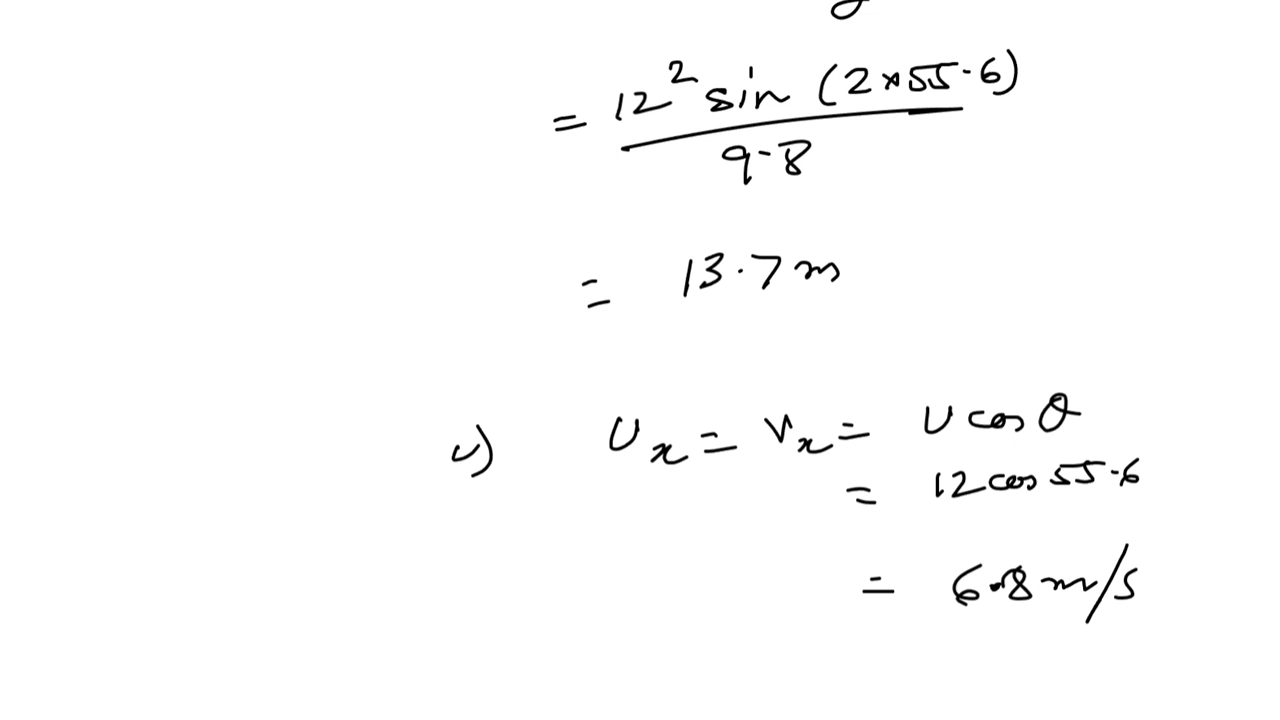 g
= 12² sin (2×55.6)
9.8
= 13.7 m
v) Ux = Vx = U cos θ
= 12 cos 55.6
= 6.8 m/s